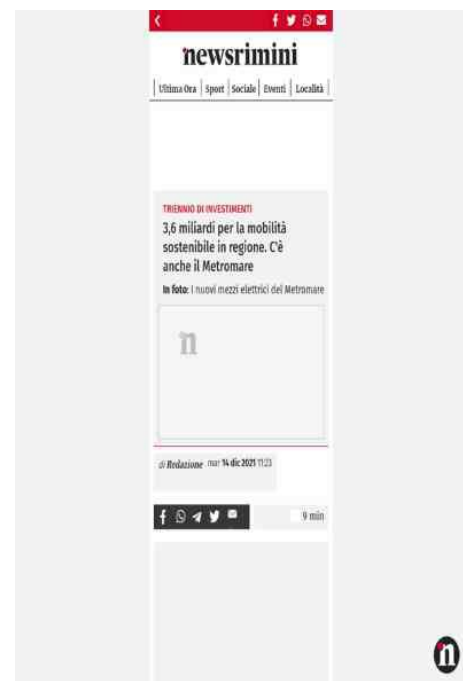 newsrimini
Ultima Ora Sport Sociale Eventi Località
TRIENNIO DI INVESTIMENTI
3,6 miliardi per la mobilità
sostenibile in regione. C'è
anche il Metromare
In foto: I nuovi mezzi elettrici del Metromare
n
di Redazione mar 14 dic 2021 11:23
9 min
n